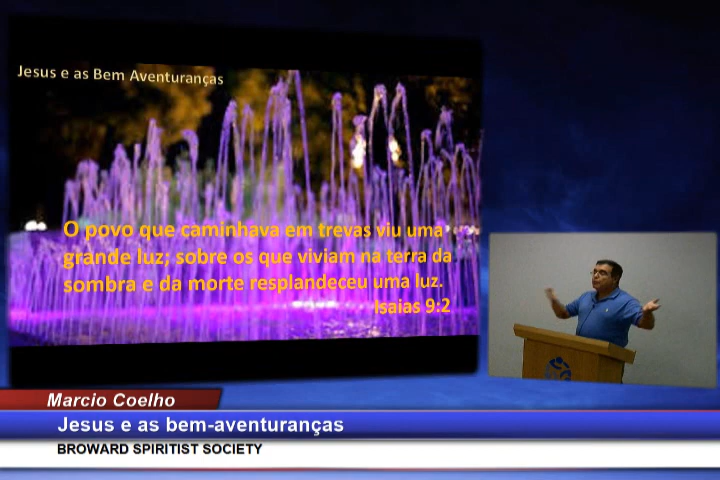 Jesus e as Bem Aventuranças
O povo que caminhava em trevas viu uma
grande luz; sobre os que viviam na terra da
sombra e da morte resplandeceu uma luz.
Isaias 9:2
Marcio Coelho
Jesus e as bem-aventuranças
BROWARD SPIRITIST SOCIETY